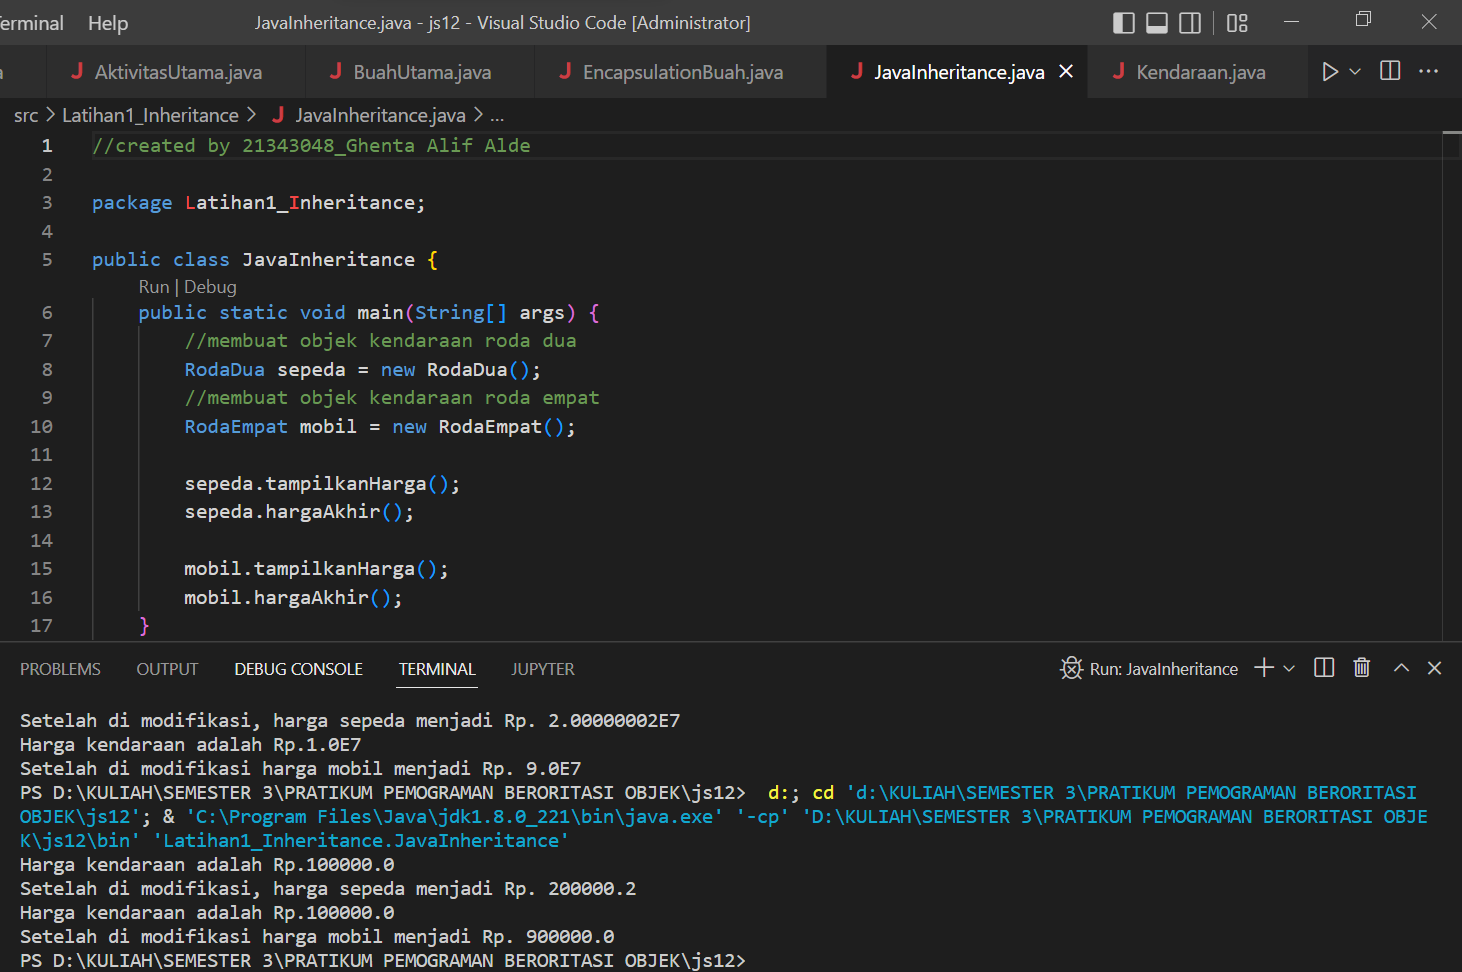 Terminal Help JavaInheritance.java - js12 - Visual Studio Code [Administrator]
AktivitasUtama.java BuahUtama.java EncapsulationBuah.java JavaInheritance.java Kendaraan.java
src > Latihan1_Inheritance > JavaInheritance.java > ...
1 //created by 21343048_Ghenta Alif Alde
2
3 package Latihan1_Inheritance;
4
5 public class JavaInheritance {
Run | Debug
6 public static void main(String[] args) {
7 //membuat objek kendaraan roda dua
8 RodaDua sepeda = new RodaDua();
9 //membuat objek kendaraan roda empat
10 RodaEmpat mobil = new RodaEmpat();
11
12 sepeda.tampilkanHarga();
13 sepeda.hargaAkhir();
14
15 mobil.tampilkanHarga();
16 mobil.hargaAkhir();
17 }
PROBLEMS OUTPUT DEBUG CONSOLE TERMINAL JUPYTER Run: JavaInheritance
Setelah di modifikasi, harga sepeda menjadi Rp. 2.00000002E7
Harga kendaraan adalah Rp.1.0E7
Setelah di modifikasi harga mobil menjadi Rp. 9.0E7
PS D:\KULIAH\SEMESTER 3\PRATIKUM PEMOGRAMAN BERORITASI OBJEK\js12> d:; cd 'd:\KULIAH\SEMESTER 3\PRATIKUM PEMOGRAMAN BERORITASI
OBJEK\js12'; & 'C:\Program Files\Java\jdk1.8.0_221\bin\java.exe' '-cp' 'D:\KULIAH\SEMESTER 3\PRATIKUM PEMOGRAMAN BERORITASI OBJE
K\js12\bin' 'Latihan1_Inheritance.JavaInheritance'
Harga kendaraan adalah Rp.100000.0
Setelah di modifikasi, harga sepeda menjadi Rp. 200000.2
Harga kendaraan adalah Rp.100000.0
Setelah di modifikasi harga mobil menjadi Rp. 900000.0
PS D:\KULIAH\SEMESTER 3\PRATIKUM PEMOGRAMAN BERORITASI OBJEK\js12>